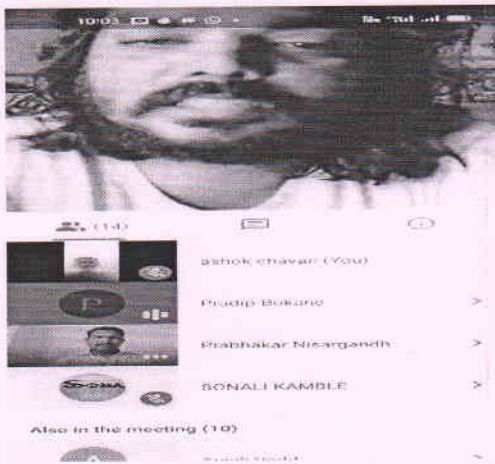 10:03
(14)
ashok chavan (You)
P
Pradip Bokare
Prabhakar Nisargandh
SONALI KAMBLE
Also in the meeting (10)
A